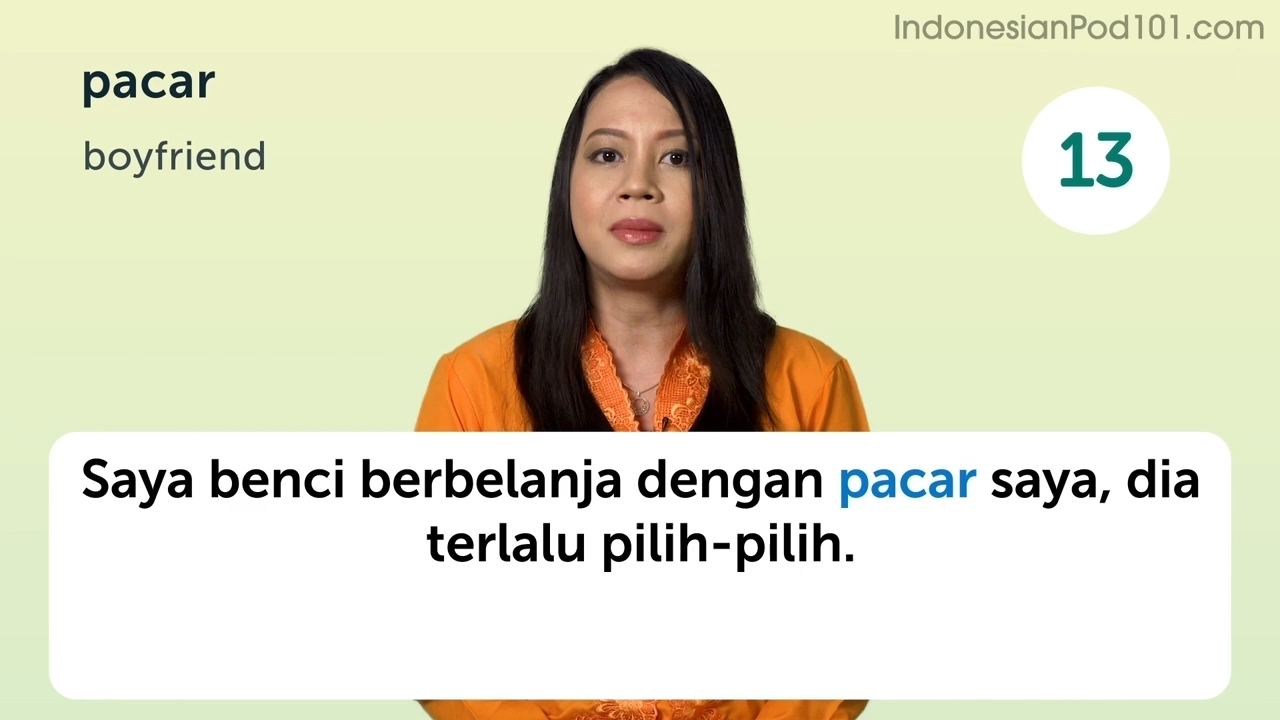 IndonesianPod101.com
pacar
boyfriend
13
Saya benci berbelanja dengan pacar saya, dia
terlalu pilih-pilih.